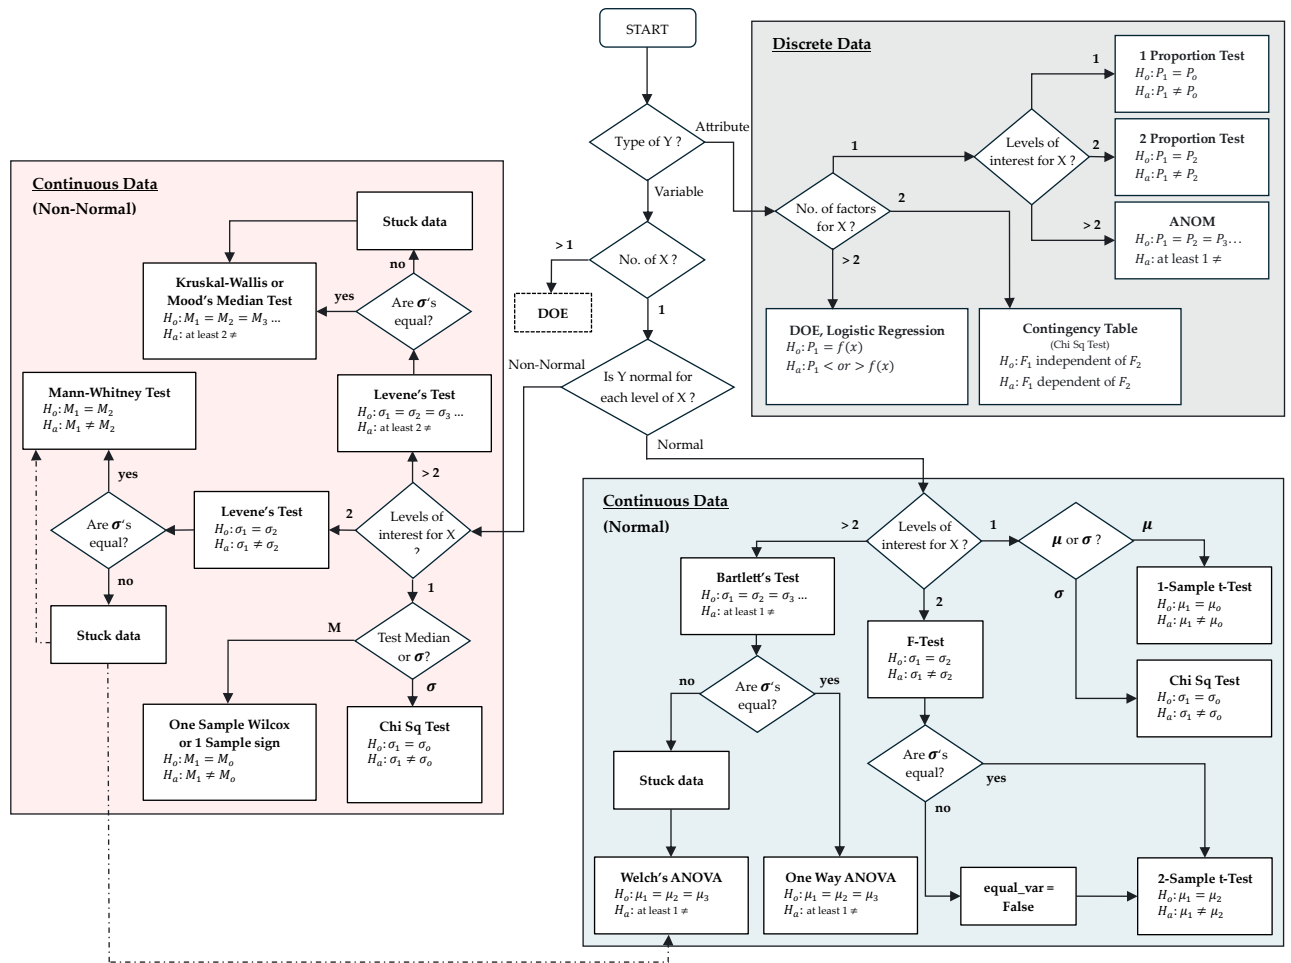 START
Type of Y ?
Attribute
Variable
No. of X ?
> 1
DOE
1
Is Y normal for
each level of X ?
Non-Normal
Normal
Discrete Data
No. of factors
for X ?
1
2
> 2
Levels of
interest for X ?
1
2
> 2
1 Proportion Test
Hₒ: P₁ = Pₒ
Hₐ: P₁ ≠ Pₒ
2 Proportion Test
Hₒ: P₁ = P₂
Hₐ: P₁ ≠ P₂
ANOM
Hₒ: P₁ = P₂ = P₃…
Hₐ: at least 1 ≠
DOE, Logistic Regression
Hₒ: P₁ = f(x)
Hₐ: P₁ < or > f(x)
Contingency Table
(Chi Sq Test)
Hₒ: F₁ independent of F₂
Hₐ: F₁ dependent of F₂
Continuous Data
(Non-Normal)
Stuck data
no
Kruskal-Wallis or
Mood's Median Test
Hₒ: M₁ = M₂ = M₃ …
Hₐ: at least 2 ≠
yes
Are σ's
equal?
Levene's Test
Hₒ: σ₁ = σ₂ = σ₃ …
Hₐ: at least 2 ≠
> 2
Mann-Whitney Test
Hₒ: M₁ = M₂
Hₐ: M₁ ≠ M₂
yes
Are σ's
equal?
no
Stuck data
Levene's Test
Hₒ: σ₁ = σ₂
Hₐ: σ₁ ≠ σ₂
2
Levels of
interest for X
?
1
Test Median
or σ?
M
σ
One Sample Wilcox
or 1 Sample sign
Hₒ: M₁ = Mₒ
Hₐ: M₁ ≠ Mₒ
Chi Sq Test
Hₒ: σ₁ = σₒ
Hₐ: σ₁ ≠ σₒ
Continuous Data
(Normal)
Levels of
interest for X ?
> 2
1
2
μ or σ ?
μ
σ
1-Sample t-Test
Hₒ: μ₁ = μₒ
Hₐ: μ₁ ≠ μₒ
Chi Sq Test
Hₒ: σ₁ = σₒ
Hₐ: σ₁ ≠ σₒ
Bartlett's Test
Hₒ: σ₁ = σ₂ = σ₃ …
Hₐ: at least 1 ≠
Are σ's
equal?
no
yes
Stuck data
Welch's ANOVA
Hₒ: μ₁ = μ₂ = μ₃
Hₐ: at least 1 ≠
One Way ANOVA
Hₒ: μ₁ = μ₂ = μ₃
Hₐ: at least 1 ≠
F-Test
Hₒ: σ₁ = σ₂
Hₐ: σ₁ ≠ σ₂
Are σ's
equal?
yes
no
equal_var =
False
2-Sample t-Test
Hₒ: μ₁ = μ₂
Hₐ: μ₁ ≠ μ₂